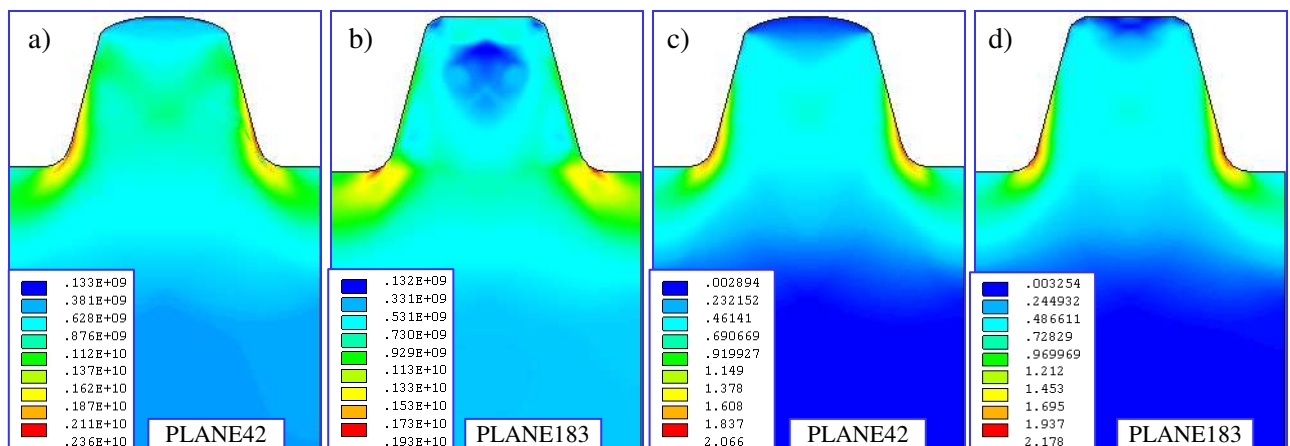 a)
b)
c)
d)
.133E+09
.381E+09
.628E+09
.876E+09
.112E+10
.137E+10
.162E+10
.187E+10
.211E+10
.236E+10
PLANE42
.132E+09
.331E+09
.531E+09
.730E+09
.929E+09
.113E+10
.133E+10
.153E+10
.173E+10
.193E+10
PLANE183
.002894
.232152
.46141
.690669
.919927
1.149
1.378
1.608
1.837
2.066
PLANE42
.003254
.244932
.486611
.72829
.969969
1.212
1.453
1.695
1.937
2.178
PLANE183